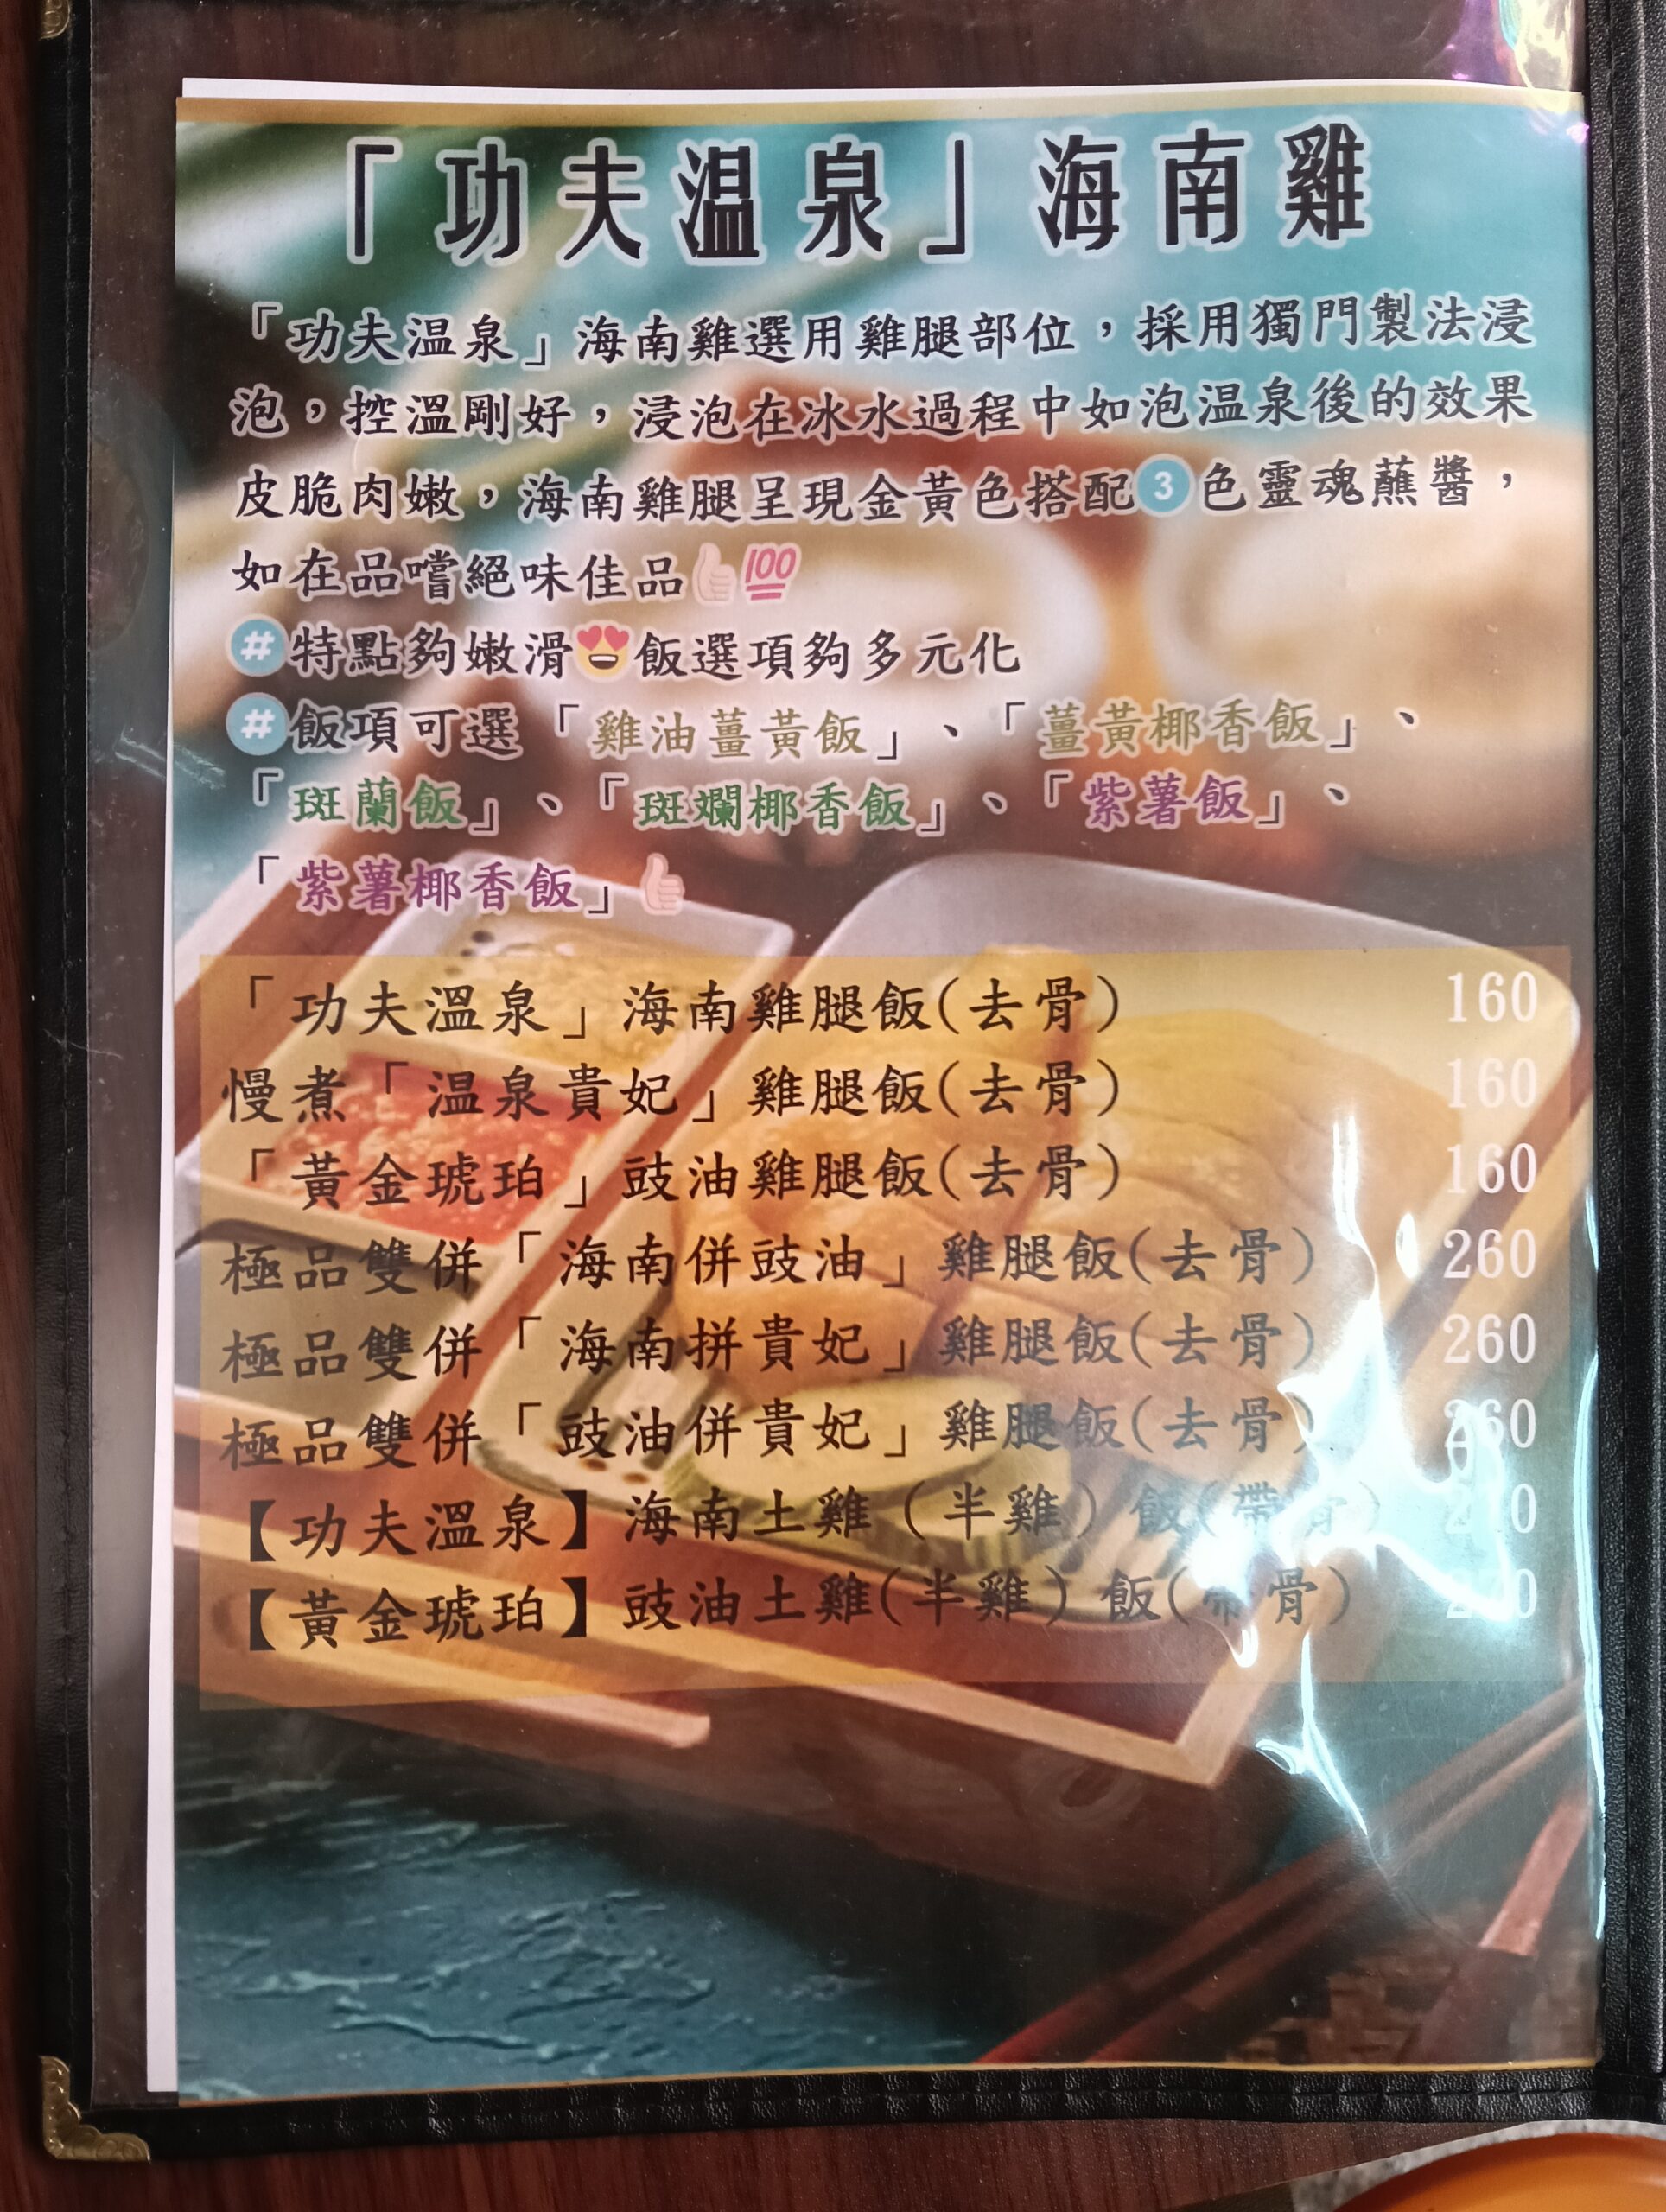 「功夫温泉」海南雞
「功夫溫泉」海南雞選用雞腿部位，採用獨門製法浸
泡，控溫剛好，浸泡在冰水過程中如泡溫泉後的效果
皮脆肉嫩，海南雞腿呈現金黃色搭配3色靈魂蘸醬，
如在品嚐絕味佳品👍💯
#特點夠嫩滑😍飯選項夠多元化
#飯項可選「雞油薑黃飯」、「薑黃椰香飯」、
「斑蘭飯」、「斑斕椰香飯」、「紫薯飯」、
「紫薯椰香飯」👍
「功夫溫泉」海南雞腿飯(去骨) 160
慢煮「溫泉貴妃」雞腿飯(去骨) 160
「黃金琥珀」豉油雞腿飯(去骨) 160
極品雙併「海南併豉油」雞腿飯(去骨) 260
極品雙併「海南拼貴妃」雞腿飯(去骨) 260
極品雙併「豉油併貴妃」雞腿飯(去骨) 260
【功夫溫泉】海南土雞（半雞）飯(帶骨)
【黃金琥珀】豉油土雞(半雞）飯(帶骨)